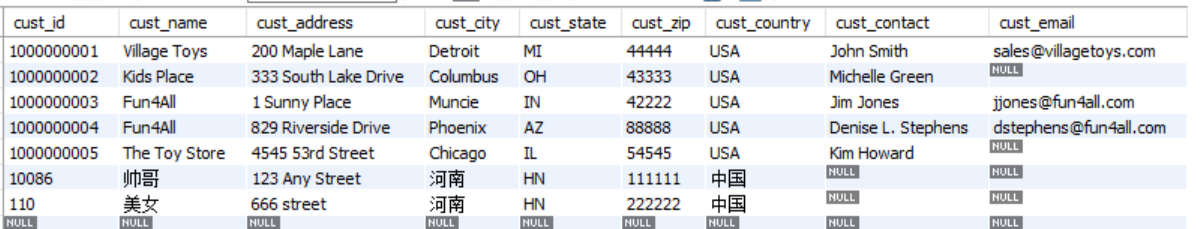 cust_id cust_name cust_address cust_city cust_state cust_zip cust_country cust_contact cust_email
1000000001 Village Toys 200 Maple Lane Detroit MI 44444 USA John Smith sales@villagetoys.com
1000000002 Kids Place 333 South Lake Drive Columbus OH 43333 USA Michelle Green NULL
1000000003 Fun4All 1 Sunny Place Muncie IN 42222 USA Jim Jones jjones@fun4all.com
1000000004 Fun4All 829 Riverside Drive Phoenix AZ 88888 USA Denise L. Stephens dstephens@fun4all.com
1000000005 The Toy Store 4545 53rd Street Chicago IL 54545 USA Kim Howard NULL
10086 帅哥 123 Any Street 河南 HN 111111 中国 NULL NULL
110 美女 666 street 河南 HN 222222 中国 NULL NULL
NULL NULL NULL NULL NULL NULL NULL NULL NULL